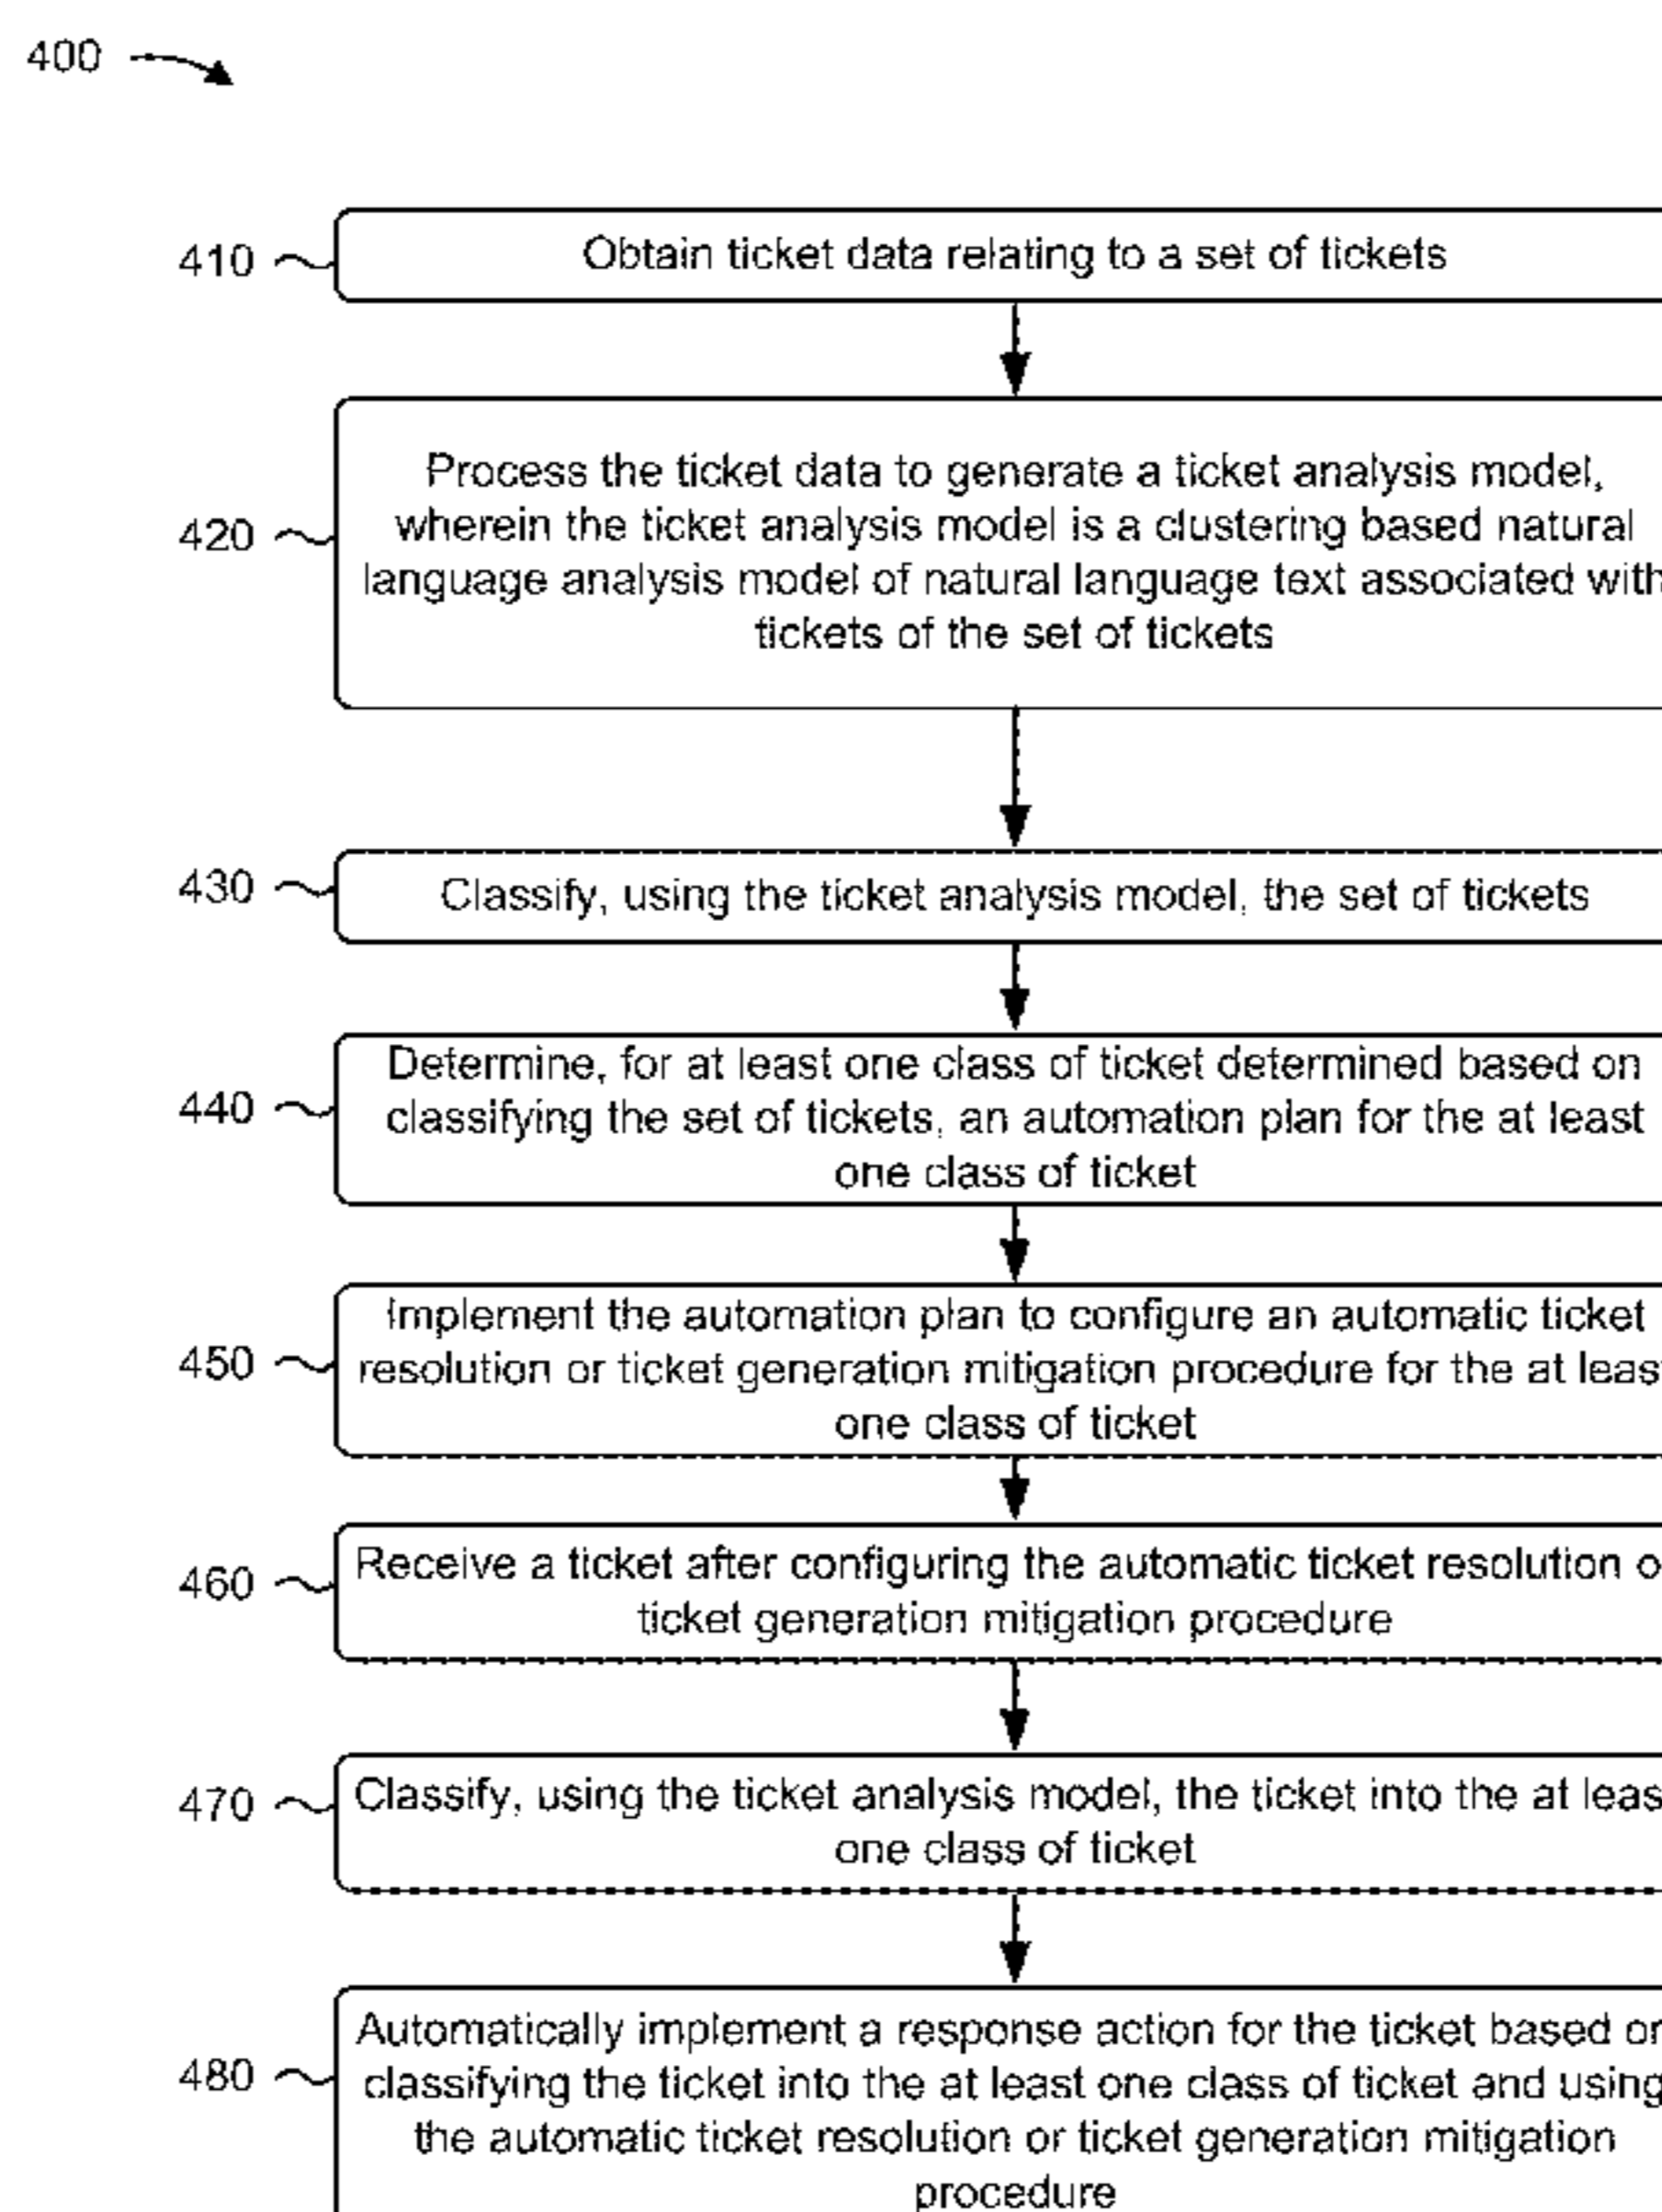 400
410
Obtain ticket data relating to a set of tickets
420
Process the ticket data to generate a ticket analysis model,
wherein the ticket analysis model is a clustering based natural
language analysis model of natural language text associated with
tickets of the set of tickets
430
Classify, using the ticket analysis model, the set of tickets
440
Determine, for at least one class of ticket determined based on
classifying the set of tickets, an automation plan for the at least
one class of ticket
450
Implement the automation plan to configure an automatic ticket
resolution or ticket generation mitigation procedure for the at least
one class of ticket
460
Receive a ticket after configuring the automatic ticket resolution o
ticket generation mitigation procedure
470
Classify, using the ticket analysis model, the ticket into the at leas
one class of ticket
480
Automatically implement a response action for the ticket based on
classifying the ticket into the at least one class of ticket and using
the automatic ticket resolution or ticket generation mitigation
procedure